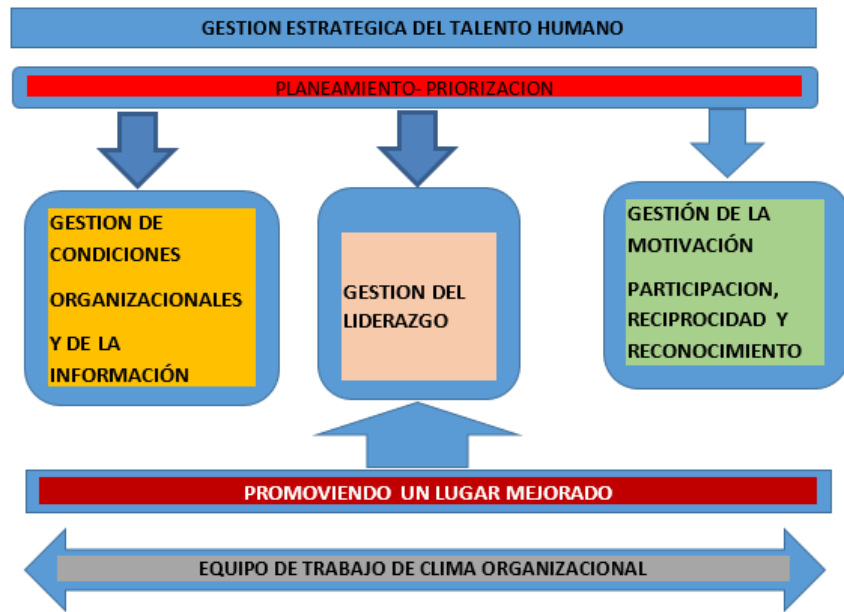 GESTION ESTRATEGICA DEL TALENTO HUMANO
PLANEAMIENTO- PRIORIZACION
GESTION DE
CONDICIONES
ORGANIZACIONALES
Y DE LA
INFORMACIÓN
GESTION DEL
LIDERAZGO
GESTIÓN DE LA
MOTIVACIÓN
PARTICIPACION,
RECIPROCIDAD Y
RECONOCIMIENTO
PROMOVIENDO UN LUGAR MEJORADO
EQUIPO DE TRABAJO DE CLIMA ORGANIZACIONAL